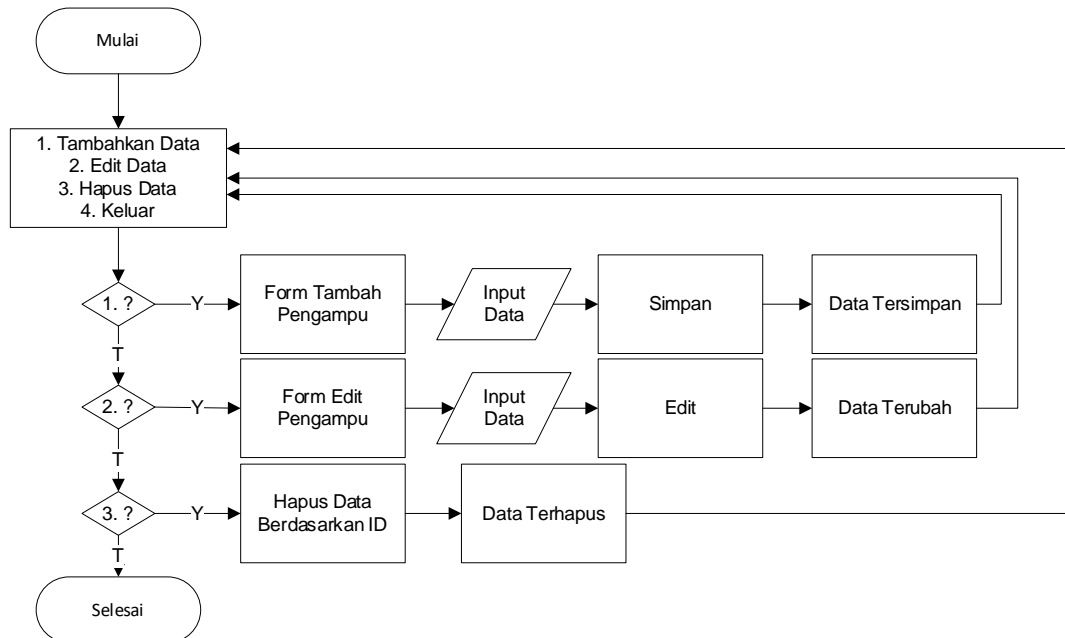 Mulai
1. Tambahkan Data
2. Edit Data
3. Hapus Data
4. Keluar
1. ?
Y
Form Tambah
Pengampu
Input
Data
Simpan
Data Tersimpan
T
2. ?
Y
Form Edit
Pengampu
Input
Data
Edit
Data Terubah
T
3. ?
Y
Hapus Data
Berdasarkan ID
Data Terhapus
T
Selesai